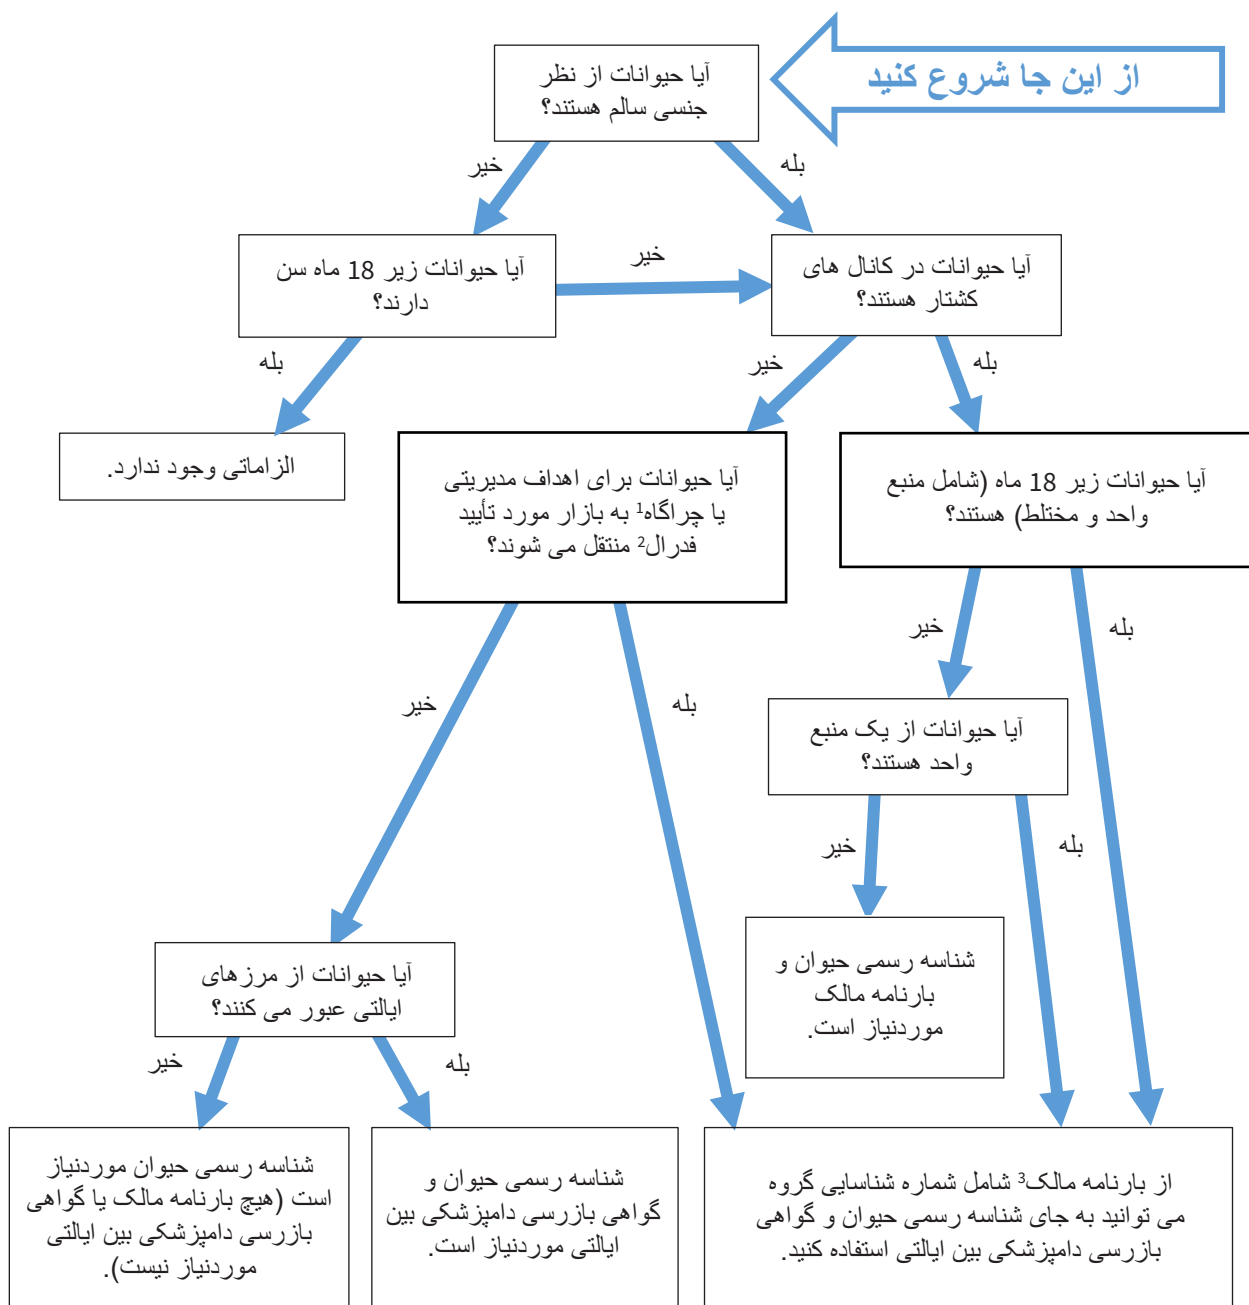 از این جا شروع کنید
آیا حیوانات از نظر
جنسی سالم هستند؟
خیر
بله
آیا حیوانات زیر 18 ماه سن
دارند؟
خیر
آیا حیوانات در کانال های
کشتار هستند؟
بله
خیر
بله
الزاماتی وجود ندارد.
آیا حیوانات برای اهداف مدیریتی
یا چراگاه¹ به بازار مورد تأیید
فدرال² منتقل می شوند؟
آیا حیوانات زیر 18 ماه (شامل منبع
واحد و مختلط) هستند؟
خیر
بله
خیر
بله
آیا حیوانات از یک منبع
واحد هستند؟
خیر
بله
شناسه رسمی حیوان و
بارنامه مالک
موردنیاز است.
آیا حیوانات از مرزهای
ایالتی عبور می کنند؟
خیر
بله
شناسه رسمی حیوان موردنیاز
است (هیچ بارنامه مالک یا گواهی
بازرسی دامپزشکی بین ایالتی
موردنیاز نیست).
شناسه رسمی حیوان و
گواهی بازرسی دامپزشکی بین
ایالتی موردنیاز است.
از بارنامه مالک³ شامل شماره شناسایی گروه
می توانید به جای شناسه رسمی حیوان و گواهی
بازرسی دامپزشکی بین ایالتی استفاده کنید.